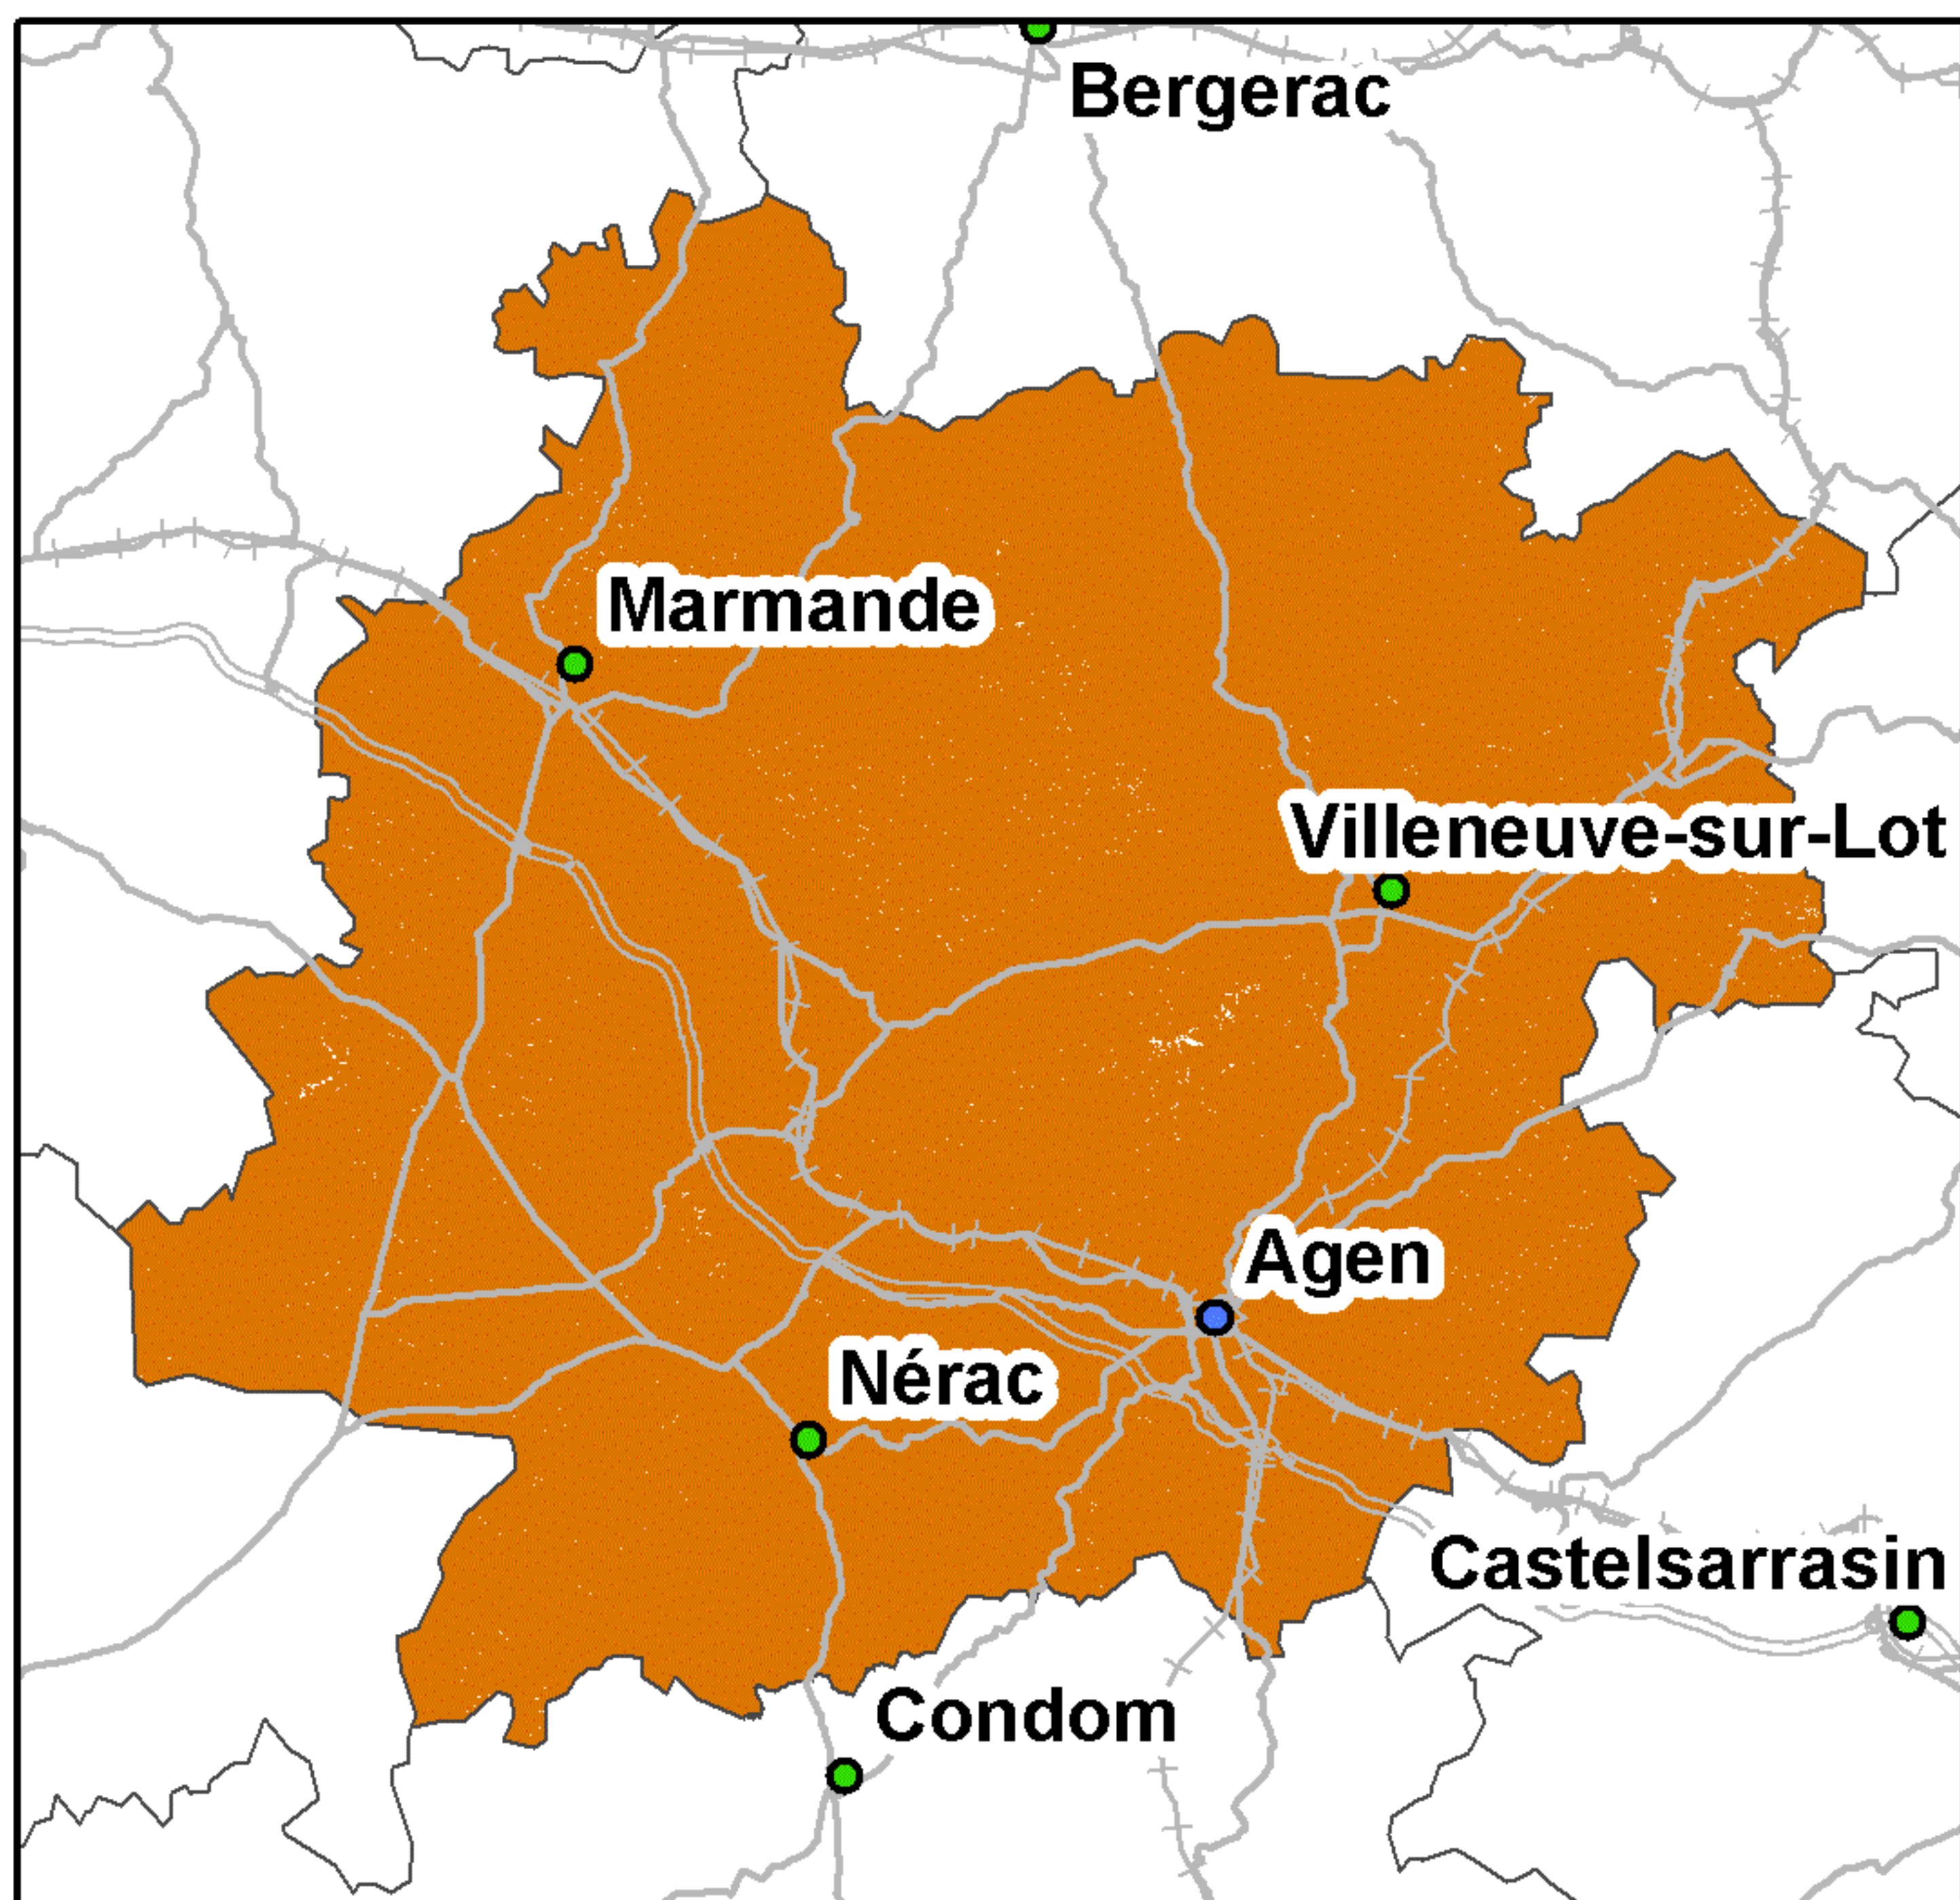 Bergerac
Marmande
Villeneuve-sur-Lot
Agen
Nérac
Castelsarrasin
Condom